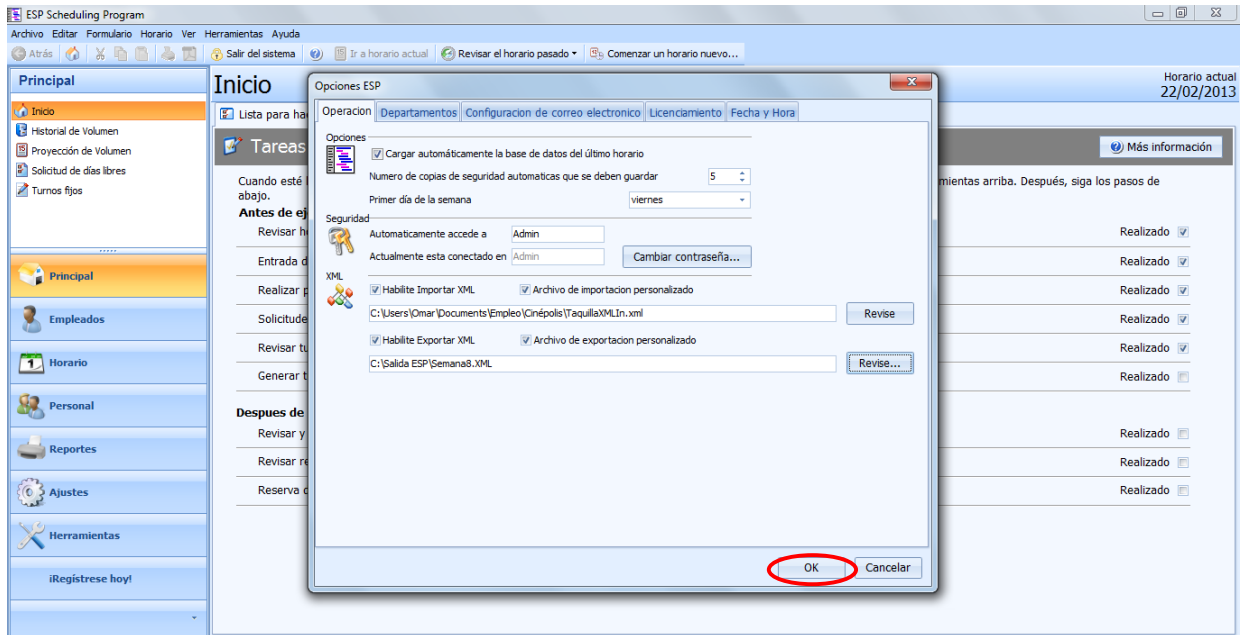 ESP Scheduling Program
Archivo Editar Formulario Horario Ver Herramientas Ayuda
Atrás Salir del sistema Ir a horario actual Revisar el horario pasado Comenzar un horario nuevo...
Principal
Inicio
Historial de Volumen
Proyección de Volumen
Solicitud de días libres
Turnos fijos
Principal
Empleados
Horario
Personal
Reportes
Ajustes
Herramientas
¡Regístrese hoy!
Inicio
Horario actual
22/02/2013
Lista para ha
Tareas
Más información
Cuando esté l
mientas arriba. Después, siga los pasos de
abajo.
Antes de ej
Revisar h
Realizado
Entrada d
Realizado
Realizar p
Realizado
Solicitude
Realizado
Revisar tu
Realizado
Generar t
Realizado
Despues de
Revisar y
Realizado
Revisar re
Realizado
Reserva d
Realizado
Opciones ESP
Operacion Departamentos Configuracion de correo electronico Licenciamiento Fecha y Hora
Opciones
Cargar automáticamente la base de datos del último horario
Numero de copias de seguridad automaticas que se deben guardar 5
Primer día de la semana viernes
Seguridad
Automaticamente accede a Admin
Actualmente esta conectado en Admin Cambiar contraseña...
XML
Habilite Importar XML Archivo de importacion personalizado
C:\Users\Omar\Documents\Empleo\Cinépolis\TaquillaXMLIn.xml Revise
Habilite Exportar XML Archivo de exportacion personalizado
C:\Salida ESP\Semana8.XML Revise...
OK Cancelar